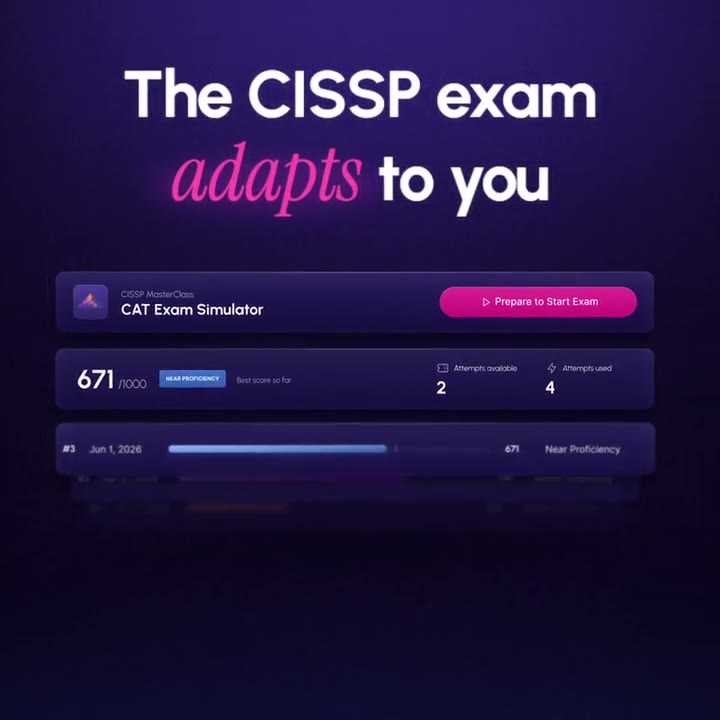 The CISSP exam
adapts to you
CISSP MasterClass
CAT Exam Simulator
Prepare to Start Exam
671 /1000
NEAR PROFICIENCY
Best score so far
Attempts available
2
Attempts used
4
#3 Jun 1, 2026 671 Near Proficiency